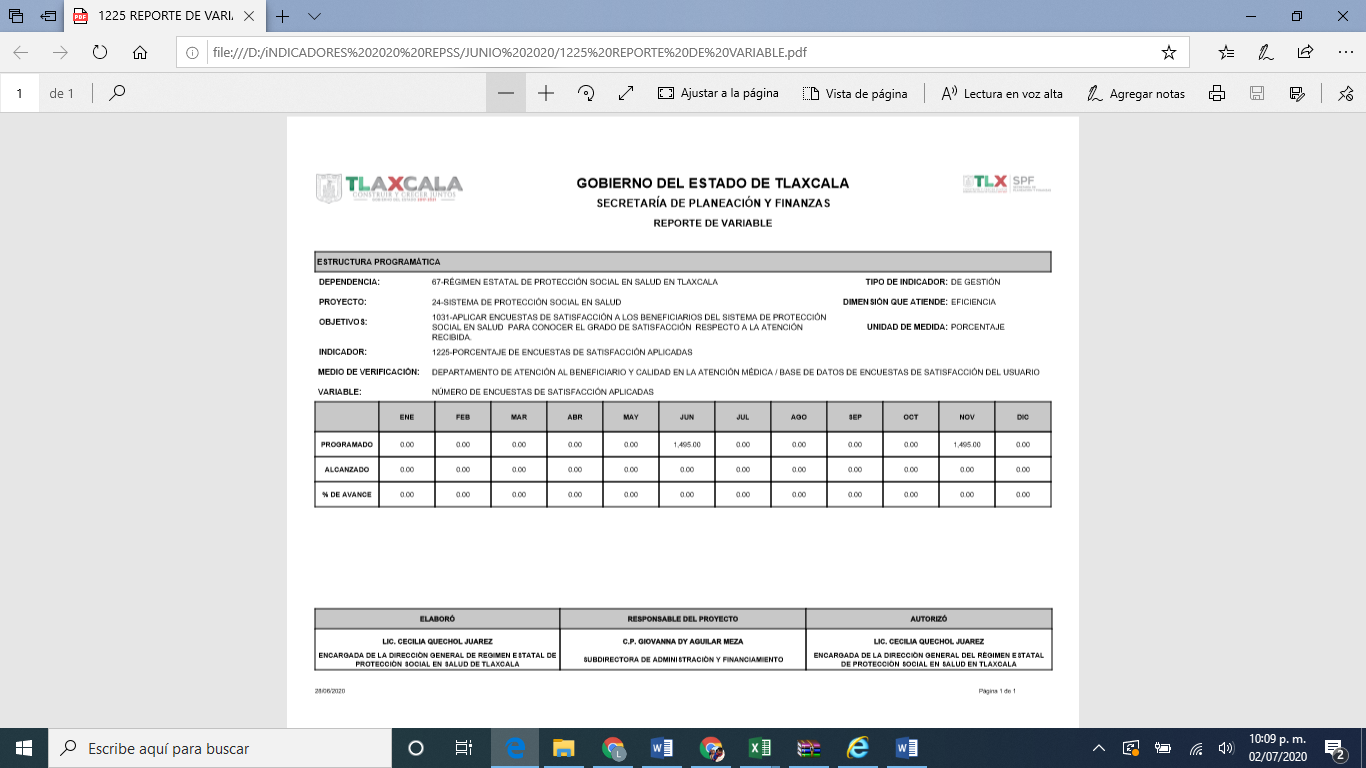 1225 REPORTE DE VARI
file:///D:/iNDICADORES%202020%20REPSS/JUNIO%202020/1225%20REPORTE%20DE%20VARIABLE.pdf
1 de 1 Ajustar a la página Vista de página Lectura en voz alta Agregar notas
TLAXCALA
CONSTRUIR Y CRECER JUNTOS
TLX SPF
GOBIERNO DEL ESTADO DE TLAXCALA
SECRETARÍA DE PLANEACIÓN Y FINANZAS
REPORTE DE VARIABLE
ESTRUCTURA PROGRAMÁTICA
DEPENDENCIA: 67-RÉGIMEN ESTATAL DE PROTECCIÓN SOCIAL EN SALUD EN TLAXCALA TIPO DE INDICADOR: DE GESTIÓN
PROYECTO: 24-SISTEMA DE PROTECCIÓN SOCIAL EN SALUD DIMENSIÓN QUE ATIENDE: EFICIENCIA
OBJETIVOS: 1031-APLICAR ENCUESTAS DE SATISFACCIÓN A LOS BENEFICIARIOS DEL SISTEMA DE PROTECCIÓN
SOCIAL EN SALUD PARA CONOCER EL GRADO DE SATISFACCIÓN RESPECTO A LA ATENCIÓN
RECIBIDA.
UNIDAD DE MEDIDA: PORCENTAJE
INDICADOR: 1225-PORCENTAJE DE ENCUESTAS DE SATISFACCIÓN APLICADAS
MEDIO DE VERIFICACIÓN: DEPARTAMENTO DE ATENCIÓN AL BENEFICIARIO Y CALIDAD EN LA ATENCIÓN MÉDICA / BASE DE DATOS DE ENCUESTAS DE SATISFACCIÓN DEL USUARIO
VARIABLE: NÚMERO DE ENCUESTAS DE SATISFACCIÓN APLICADAS
ENE FEB MAR ABR MAY JUN JUL AGO SEP OCT NOV DIC
PROGRAMADO 0.00 0.00 0.00 0.00 0.00 1,495.00 0.00 0.00 0.00 0.00 1,495.00 0.00
ALCANZADO 0.00 0.00 0.00 0.00 0.00 0.00 0.00 0.00 0.00 0.00 0.00 0.00
% DE AVANCE 0.00 0.00 0.00 0.00 0.00 0.00 0.00 0.00 0.00 0.00 0.00 0.00
ELABORÓ RESPONSABLE DEL PROYECTO AUTORIZÓ
LIC. CECILIA QUECHOL JUAREZ C.P. GIOVANNA DY AGUILAR MEZA LIC. CECILIA QUECHOL JUAREZ
ENCARGADA DE LA DIRECCIÓN GENERAL DE REGIMEN ESTATAL DE
PROTECCIÓN SOCIAL EN SALUD DE TLAXCALA
SUBDIRECTORA DE ADMINISTRACIÓN Y FINANCIAMIENTO
ENCARGADA DE LA DIRECCIÓN GENERAL DEL RÉGIMEN ESTATAL
DE PROTECCIÓN SOCIAL EN SALUD EN TLAXCALA
28/06/2020 Página 1 de 1
Escribe aquí para buscar
10:09 p. m.
02/07/2020
2